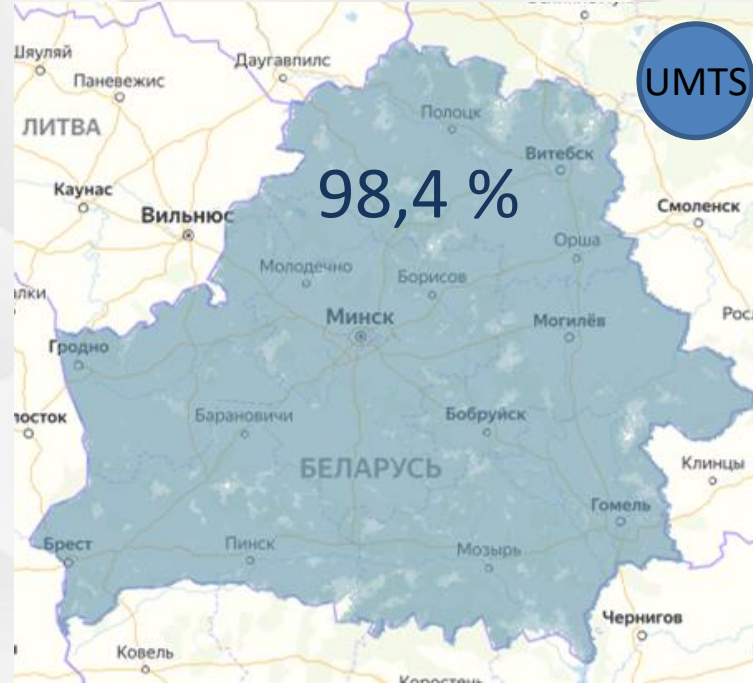 Шяуляй
Даугавпилс
UMTS
Паневежис
Полоцк
ЛИТВА
Витебск
Каунас
98,4 %
Вильнюс
Смоленск
Орша
Молодечно
Борисов
Минск
Могилёв
Гродно
Барановичи
Бобруйск
БЕЛАРУСЬ
Клинцы
Гомель
Брест
Пинск
Мозырь
Чернигов
Ковель